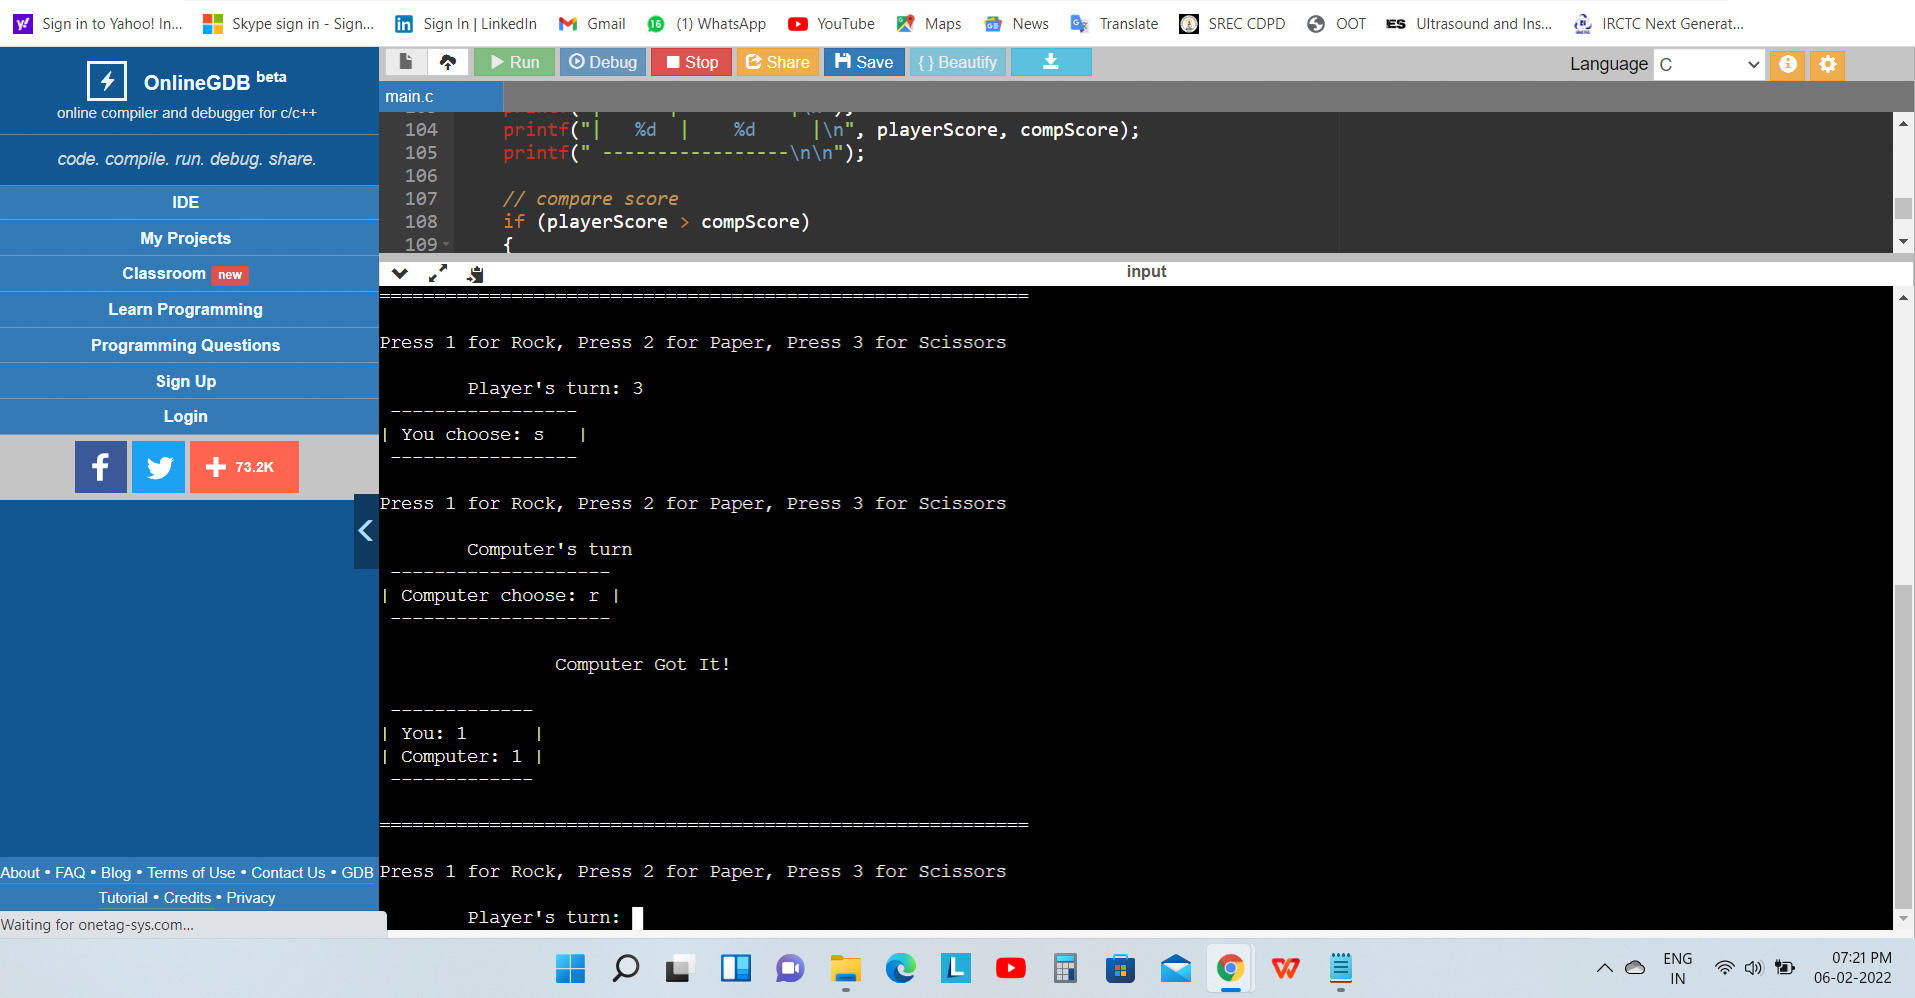 Sign in to Yahoo! In... Skype sign in - Sign... Sign In | LinkedIn Gmail (1) WhatsApp YouTube Maps News Translate SREC CDPD OOT Ultrasound and Ins... IRCTC Next Generat...
OnlineGDB beta
online compiler and debugger for c/c++
code. compile. run. debug. share.
IDE
My Projects
Classroom new
Learn Programming
Programming Questions
Sign Up
Login
73.2K
About • FAQ • Blog • Terms of Use • Contact Us • GDB
Tutorial • Credits • Privacy
Waiting for onetag-sys.com...
Run Debug Stop Share Save {} Beautify Language C
main.c
104 printf("|   %d  |    %d     |\n", playerScore, compScore);
105 printf(" -----------------\n\n");
106
107 // compare score
108 if (playerScore > compScore)
109 {
input
===========================================================
Press 1 for Rock, Press 2 for Paper, Press 3 for Scissors
Player's turn: 3
-----------------
| You choose: s   |
-----------------
Press 1 for Rock, Press 2 for Paper, Press 3 for Scissors
Computer's turn
--------------------
| Computer choose: r |
--------------------
Computer Got It!
-------------
| You: 1      |
| Computer: 1 |
-------------
===========================================================
Press 1 for Rock, Press 2 for Paper, Press 3 for Scissors
Player's turn:
ENG
IN
07:21 PM
06-02-2022